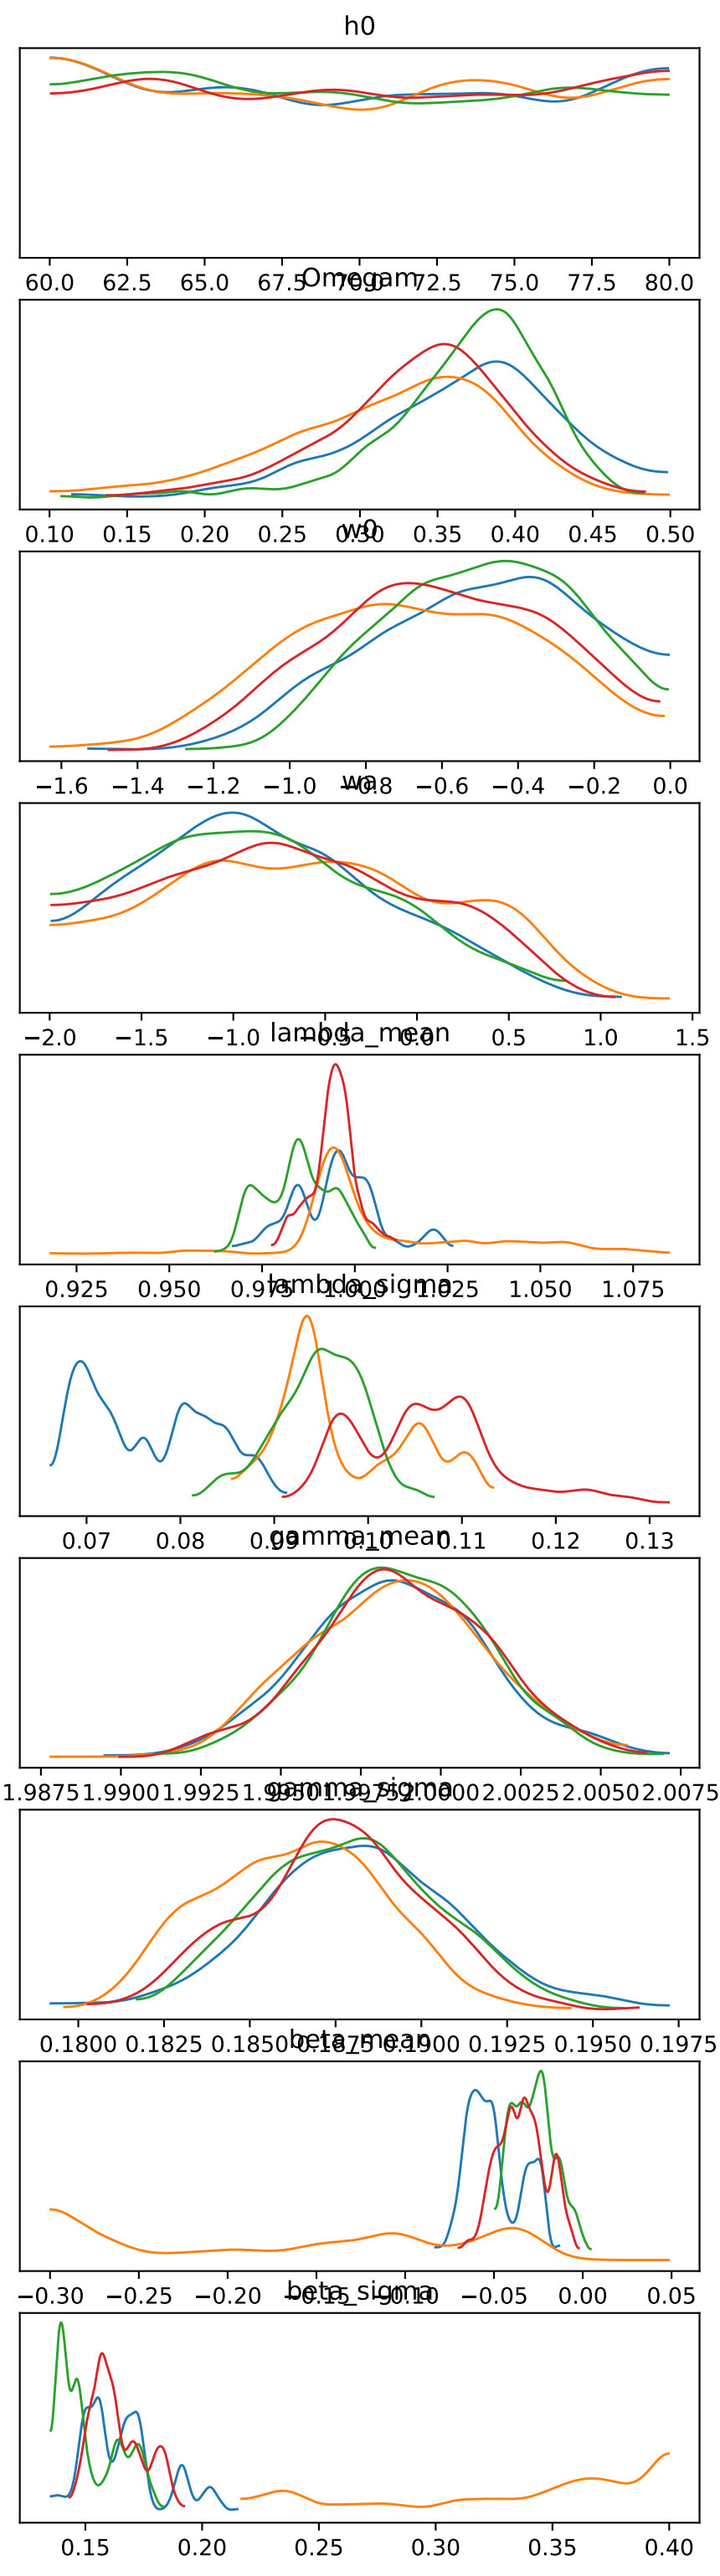 h0
60.0 62.5 65.0 67.5 70.0 72.5 75.0 77.5 80.0
Omegam
0.10 0.15 0.20 0.25 0.30 0.35 0.40 0.45 0.50
w0
−1.6 −1.4 −1.2 −1.0 −0.8 −0.6 −0.4 −0.2 0.0
wa
−2.0 −1.5 −1.0 −0.5 0.0 0.5 1.0 1.5
lambda_mean
0.925 0.950 0.975 1.000 1.025 1.050 1.075
lambda_sigma
0.07 0.08 0.09 0.10 0.11 0.12 0.13
gamma_mean
1.9875 1.9900 1.9925 1.9950 1.9975 2.0000 2.0025 2.0050 2.0075
gamma_sigma
0.1800 0.1825 0.1850 0.1875 0.1900 0.1925 0.1950 0.1975
beta_mean
−0.30 −0.25 −0.20 −0.15 −0.10 −0.05 0.00 0.05
beta_sigma
0.15 0.20 0.25 0.30 0.35 0.40